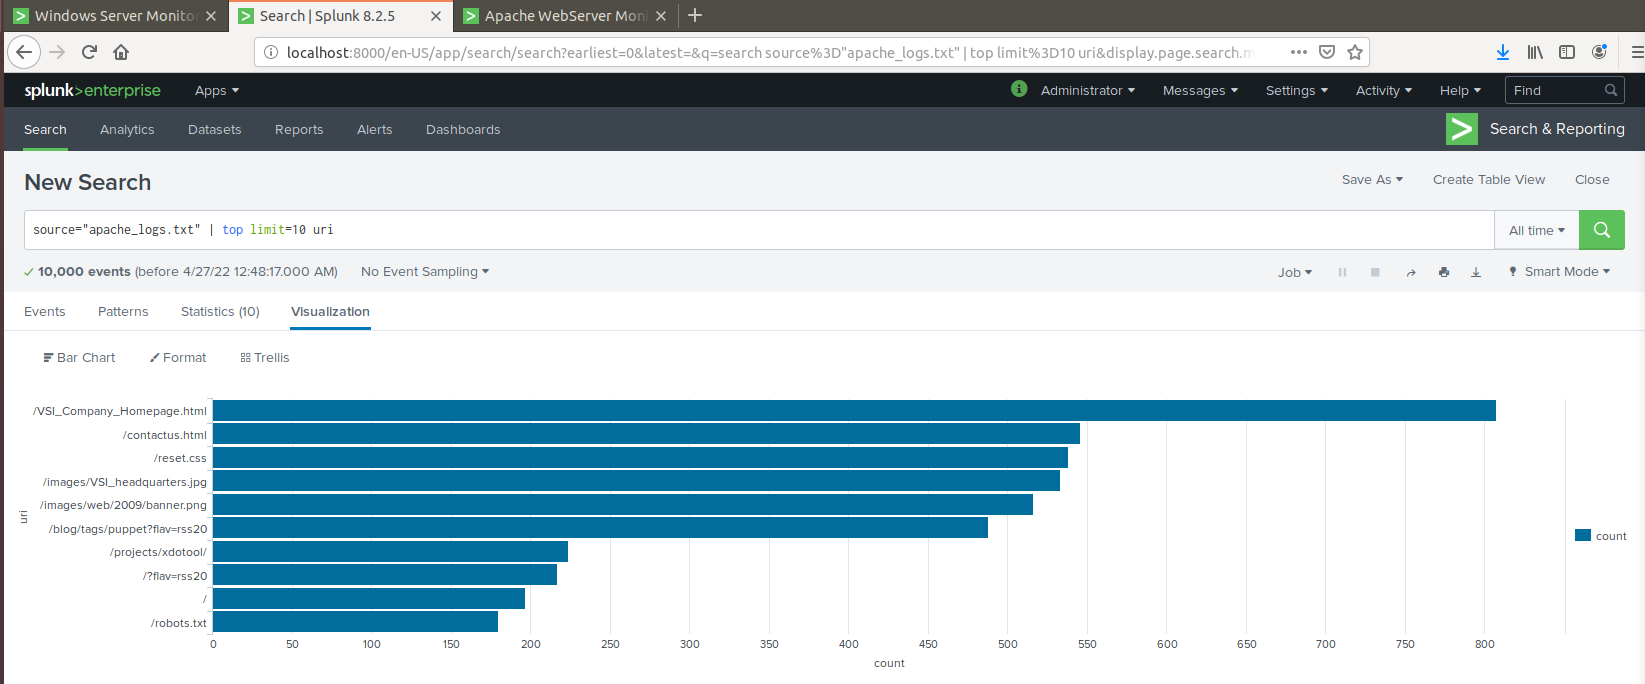 Windows Server Monito
Search | Splunk 8.2.5
Apache WebServer Moni
localhost:8000/en-US/app/search/search?earliest=0&latest=&q=search source%3D"apache_logs.txt" | top limit%3D10 uri&display.page.search.m
splunk>enterprise Apps Administrator Messages Settings Activity Help Find
Search Analytics Datasets Reports Alerts Dashboards Search & Reporting
New Search Save As Create Table View Close
source="apache_logs.txt" | top limit=10 uri All time
10,000 events (before 4/27/22 12:48:17.000 AM) No Event Sampling Job Smart Mode
Events Patterns Statistics (10) Visualization
Bar Chart Format Trellis
/VSI_Company_Homepage.html
/contactus.html
/reset.css
/images/VSI_headquarters.jpg
/images/web/2009/banner.png
/blog/tags/puppet?flav=rss20
/projects/xdotool/
/?flav=rss20
/
/robots.txt
uri
count
0 50 100 150 200 250 300 350 400 450 500 550 600 650 700 750 800
count